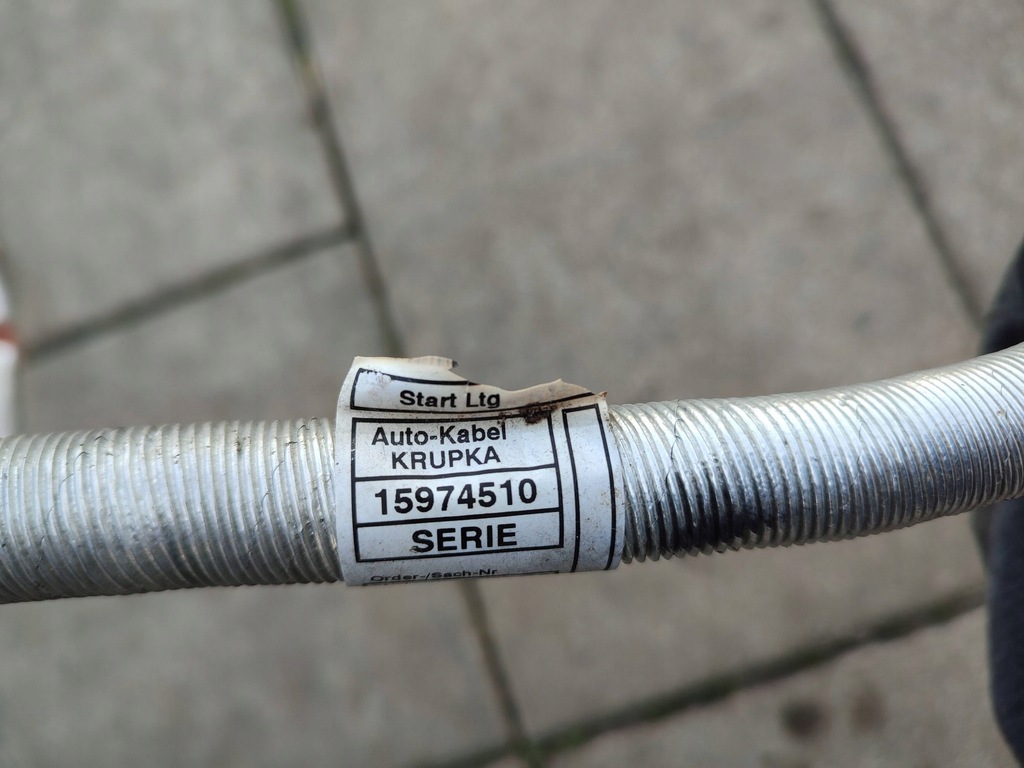 Start Ltg
Auto-Kabel
KRUPKA
15974510
SERIE
Order-/Sach-Nr